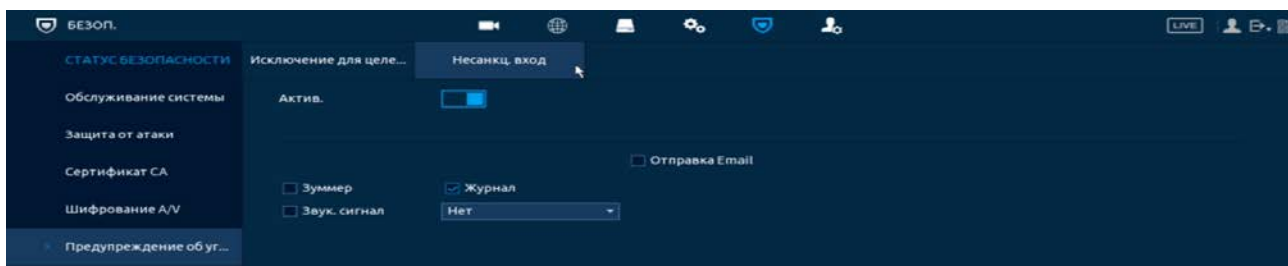 БЕЗОП.
LIVE
СТАТУС БЕЗОПАСНОСТИ
Исключение для целе...
Несанкц. вход
Обслуживание системы
Актив.
Защита от атаки
Отправка Email
Сертификат CA
Зуммер
Журнал
Шифрование A/V
Звук. сигнал
Нет
Предупреждение об уг...